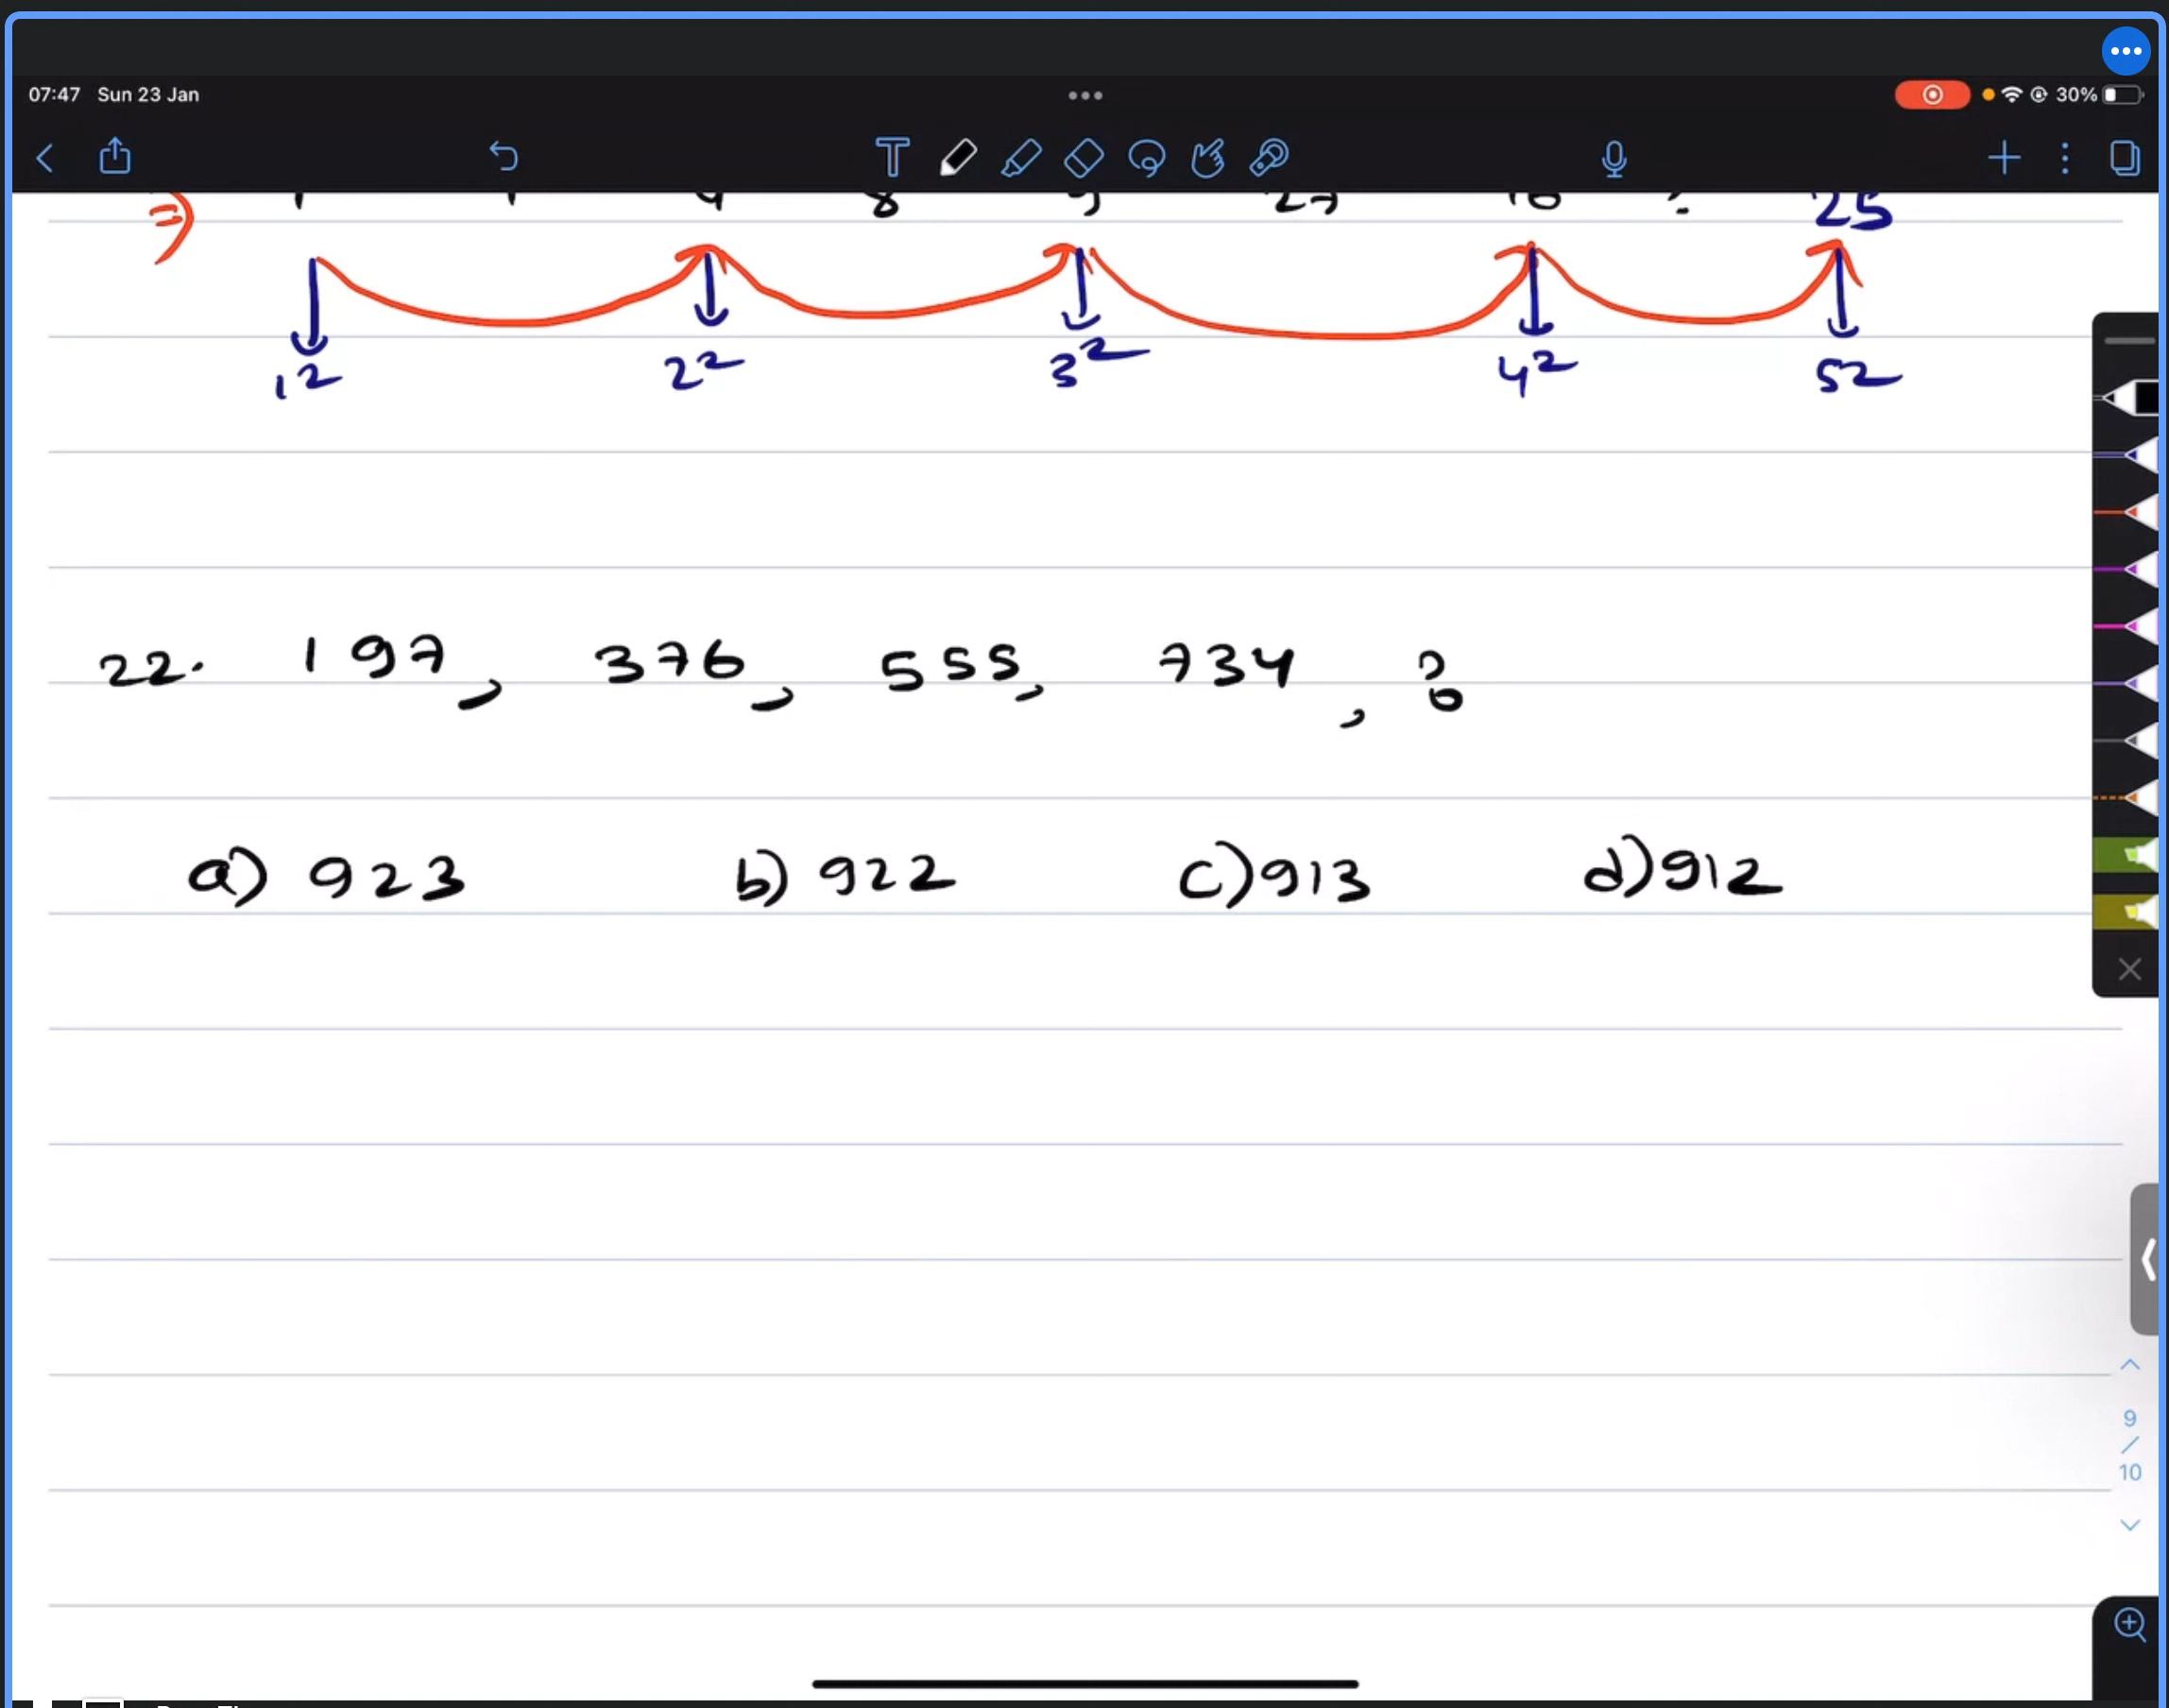 07:47 Sun 23 Jan
30%
T
25
1² 2² 3² 4² 5²
22. 197, 376, 555, 734, ?
a) 923 b) 922 c) 913 d) 912
9
/
10